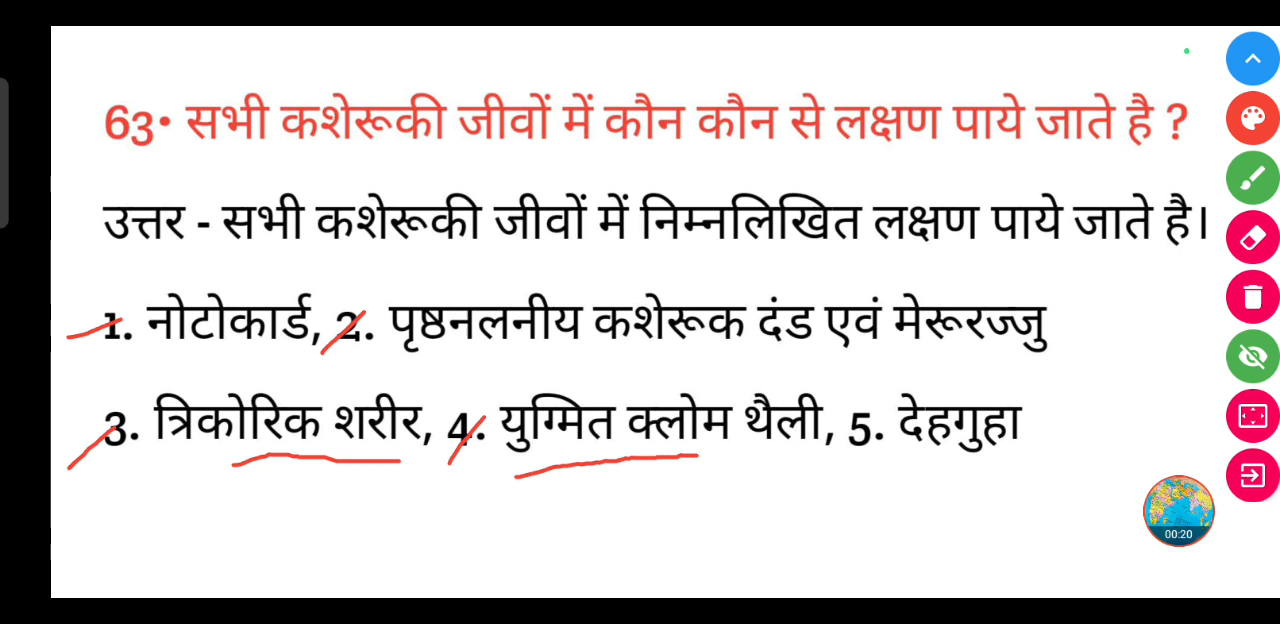 63• सभी कशेरूकी जीवों में कौन कौन से लक्षण पाये जाते है ?
उत्तर - सभी कशेरूकी जीवों में निम्नलिखित लक्षण पाये जाते है।
1. नोटोकार्ड, 2. पृष्ठनलनीय कशेरूक दंड एवं मेरूरज्जु
3. त्रिकोरिक शरीर, 4. युग्मित क्लोम थैली, 5. देहगुहा
00:20